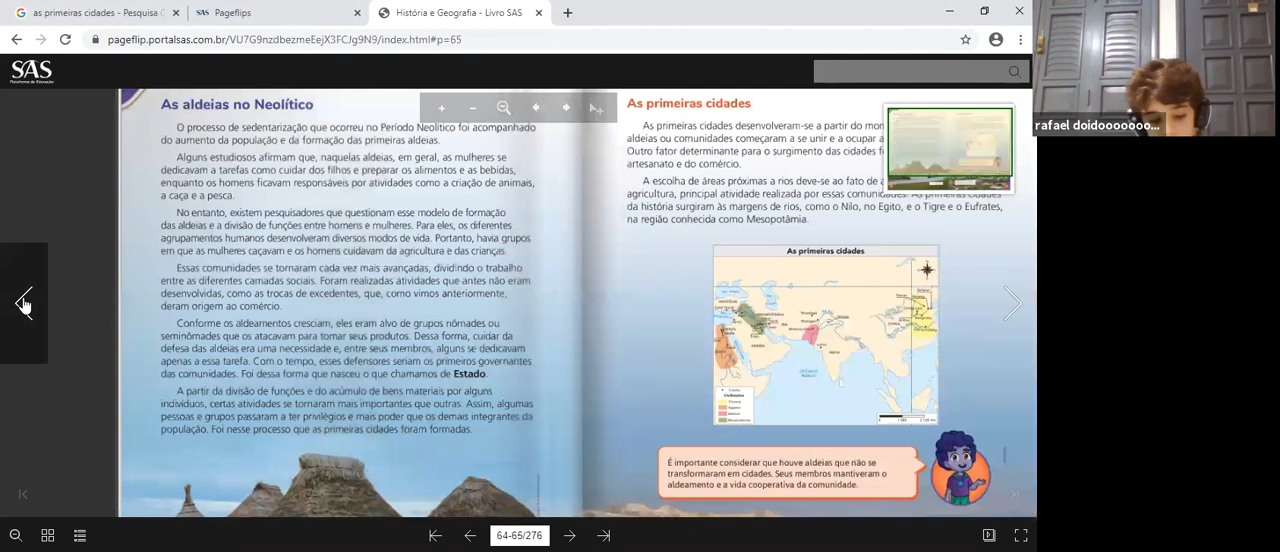 as primeiras cidades - Pesquisa G
SAS Pageflips
História e Geografia - Livro SAS
pageflip.portalsas.com.br/VU7G9nzdbezmeEejX3FCJg9N9/index.html#p=65
SAS
Plataforma de Educação
rafael doidooooooo...
As aldeias no Neolítico
O processo de sedentarização que ocorreu no Período Neolítico foi acompanhado
do aumento da população e da formação das primeiras aldeias.
Alguns estudiosos afirmam que, naquelas aldeias, em geral, as mulheres se
dedicavam a tarefas como cuidar dos filhos e preparar os alimentos e as bebidas,
enquanto os homens ficavam responsáveis por atividades como a criação de animais,
a caça e a pesca.
No entanto, existem pesquisadores que questionam esse modelo de formação
das aldeias e a divisão de funções entre homens e mulheres. Para eles, os diferentes
agrupamentos humanos desenvolveram diversos modos de vida. Portanto, havia grupos
em que as mulheres caçavam e os homens cuidavam da agricultura e das crianças.
Essas comunidades se tornaram cada vez mais avançadas, dividindo o trabalho
entre as diferentes camadas sociais. Foram realizadas atividades que antes não eram
desenvolvidas, como as trocas de excedentes, que, como vimos anteriormente,
deram origem ao comércio.
Conforme os aldeamentos cresciam, eles eram alvo de grupos nômades ou
seminômades que os atacavam para tomar seus produtos. Dessa forma, cuidar da
defesa das aldeias era uma necessidade e, entre seus membros, alguns se dedicavam
apenas a essa tarefa. Com o tempo, esses defensores seriam os primeiros governantes
das comunidades. Foi dessa forma que nasceu o que chamamos de Estado.
A partir da divisão de funções e do acúmulo de bens materiais por alguns
indivíduos, certas atividades se tornaram mais importantes que outras. Assim, algumas
pessoas e grupos passaram a ter privilégios e mais poder que os demais integrantes da
população. Foi nesse processo que as primeiras cidades foram formadas.
As primeiras cidades
As primeiras cidades desenvolveram-se a partir do mon
aldeias ou comunidades começaram a se unir e a ocupar a
Outro fator determinante para o surgimento das cidades f
artesanato e do comércio.
A escolha de áreas próximas a rios deve-se ao fato de a
agricultura, principal atividade realizada por essas comunidades. As primeiras cidades
da história surgiram às margens de rios, como o Nilo, no Egito, e o Tigre e o Eufrates,
na região conhecida como Mesopotâmia.
As primeiras cidades
É importante considerar que houve aldeias que não se
transformaram em cidades. Seus membros mantiveram o
aldeamento e a vida cooperativa da comunidade.
64-65/276